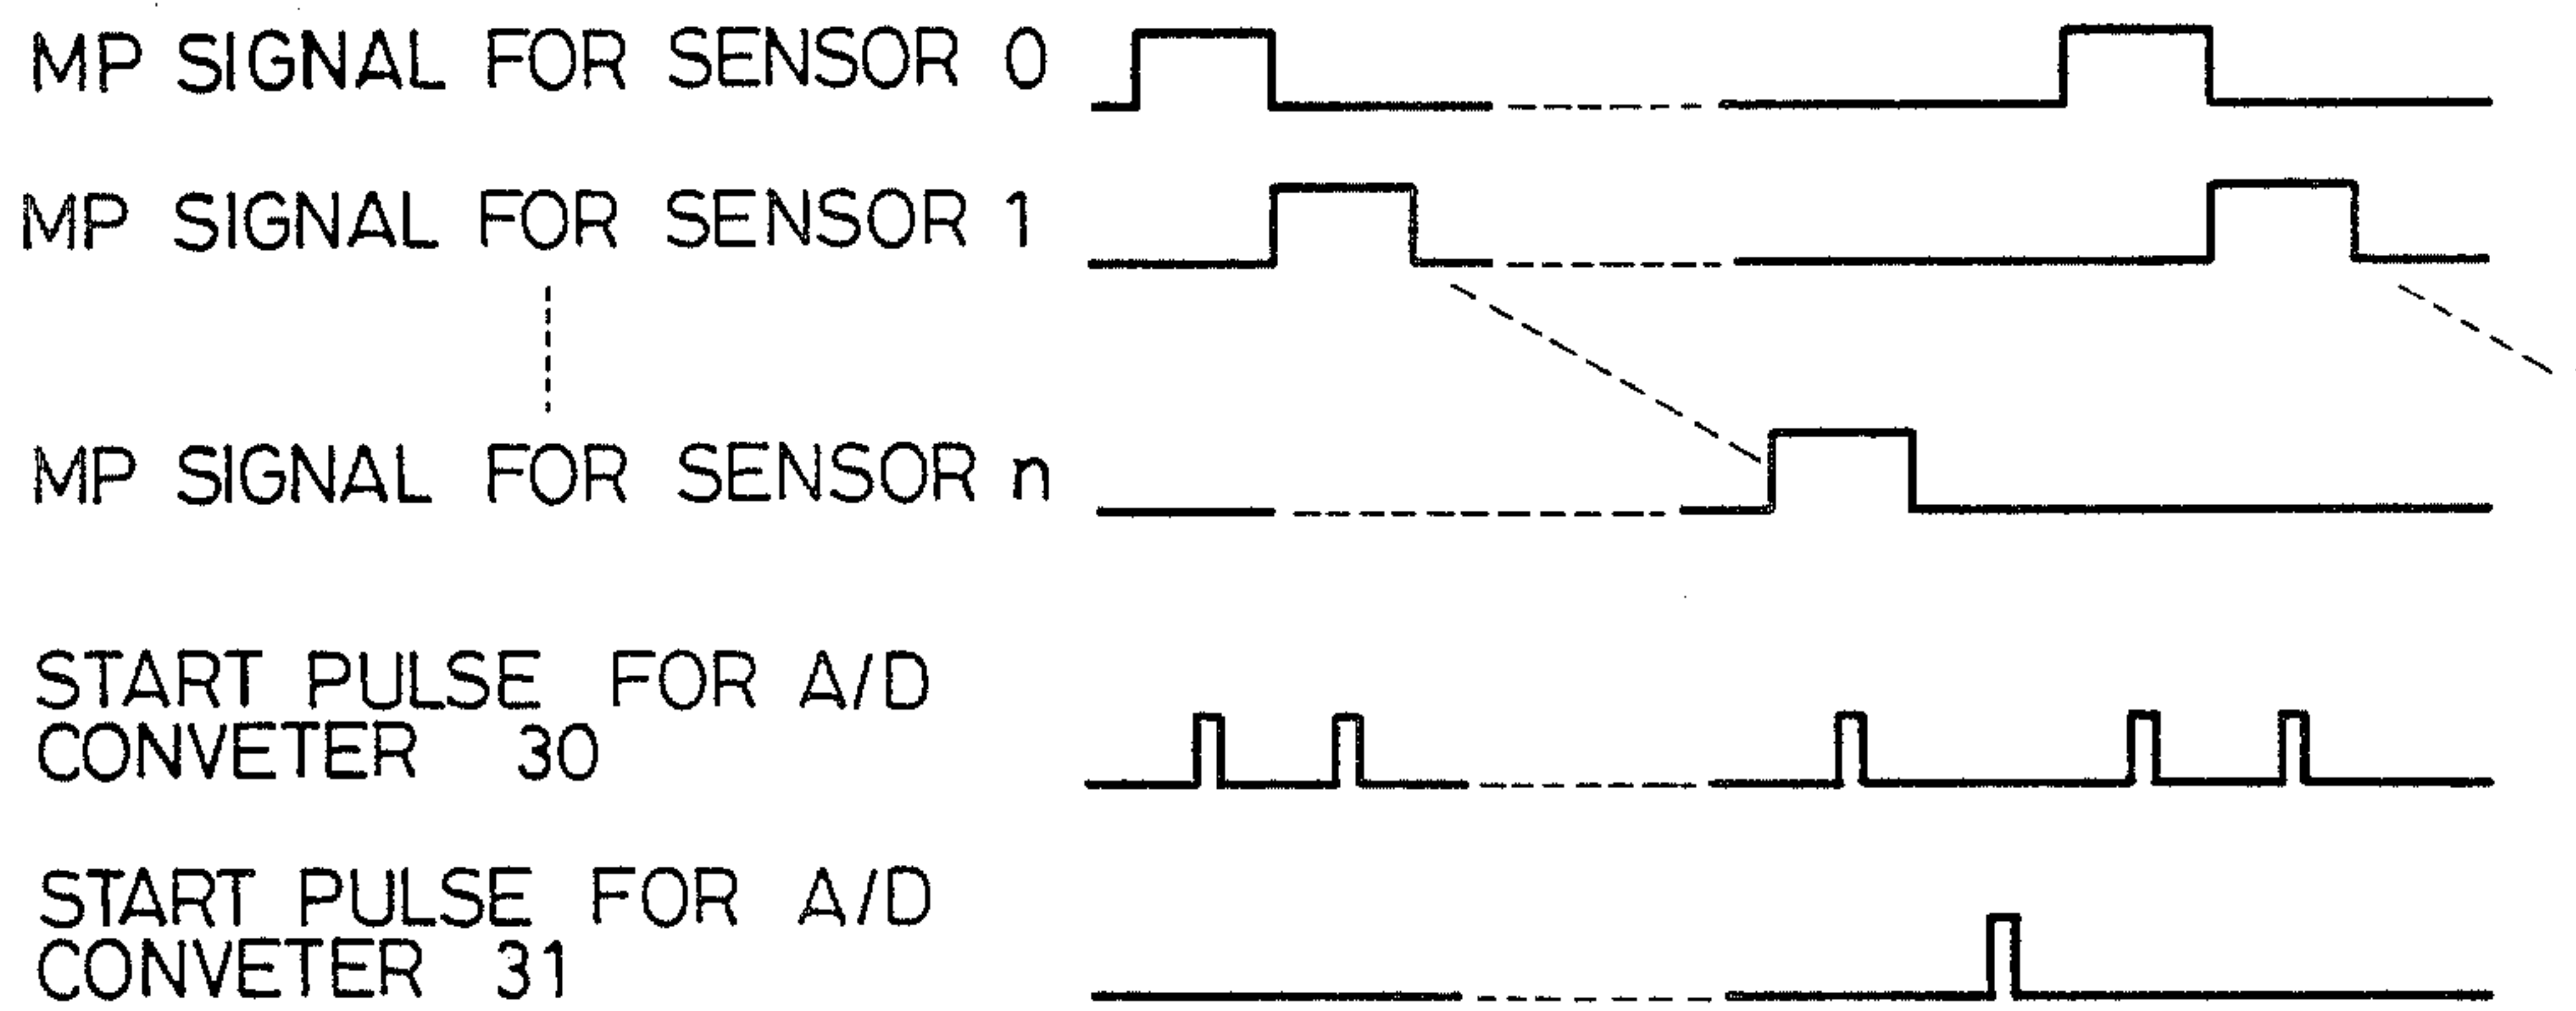 MP SIGNAL FOR SENSOR 0
MP SIGNAL FOR SENSOR 1
MP SIGNAL FOR SENSOR n
START PULSE FOR A/D
CONVETER 30
START PULSE FOR A/D
CONVETER 31